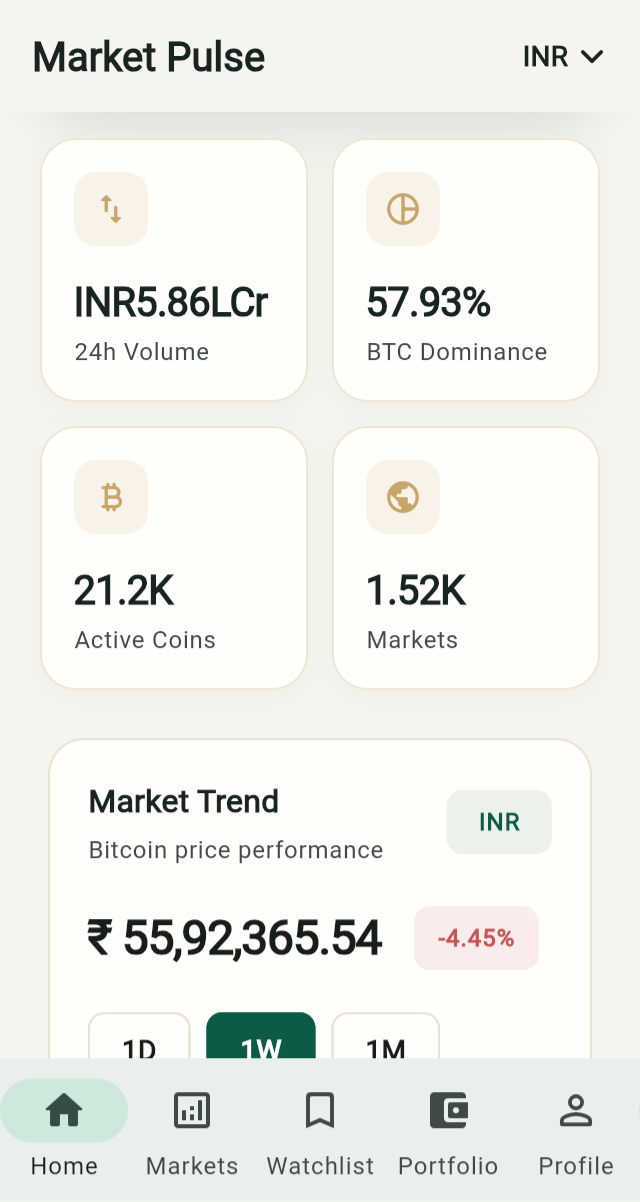 Market Pulse
INR
INR5.86LCr
24h Volume
57.93%
BTC Dominance
21.2K
Active Coins
1.52K
Markets
Market Trend
INR
Bitcoin price performance
₹ 55,92,365.54
-4.45%
1D 1W 1M
Home Markets Watchlist Portfolio Profile